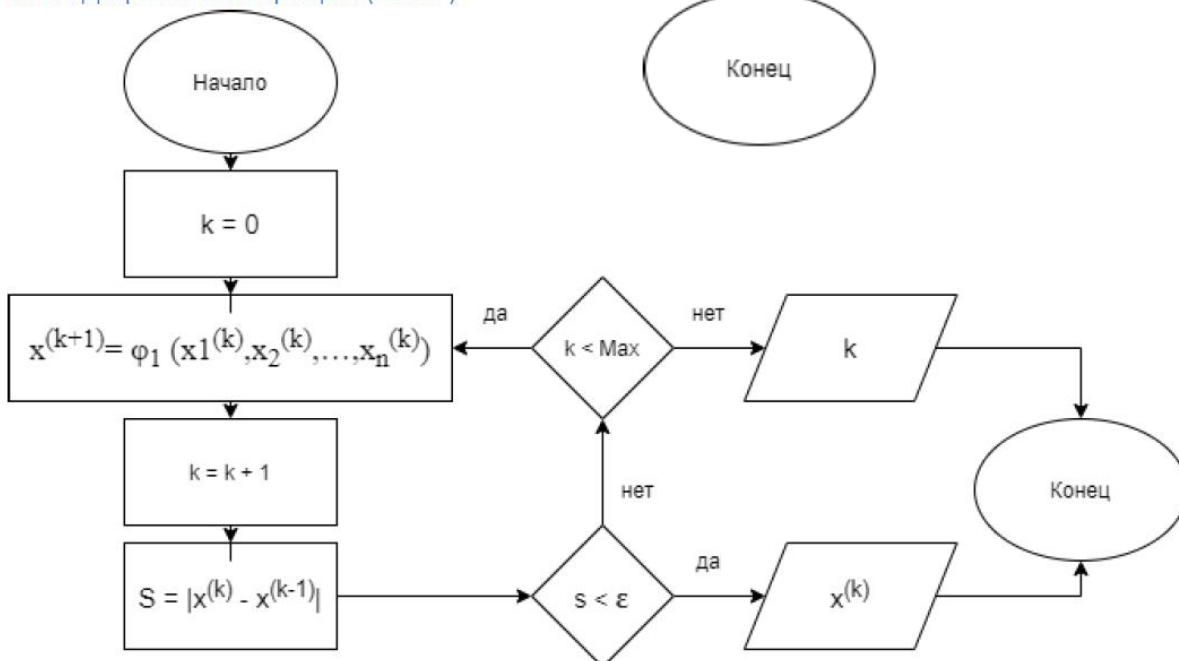 Начало
Конец
k = 0
x^(k+1)= φ₁ (x1^(k),x₂^(k),...,xₙ^(k))
да
k < Max
нет
k
k = k + 1
нет
Конец
S = |x^(k) - x^(k-1)|
s < ε
да
x^(k)